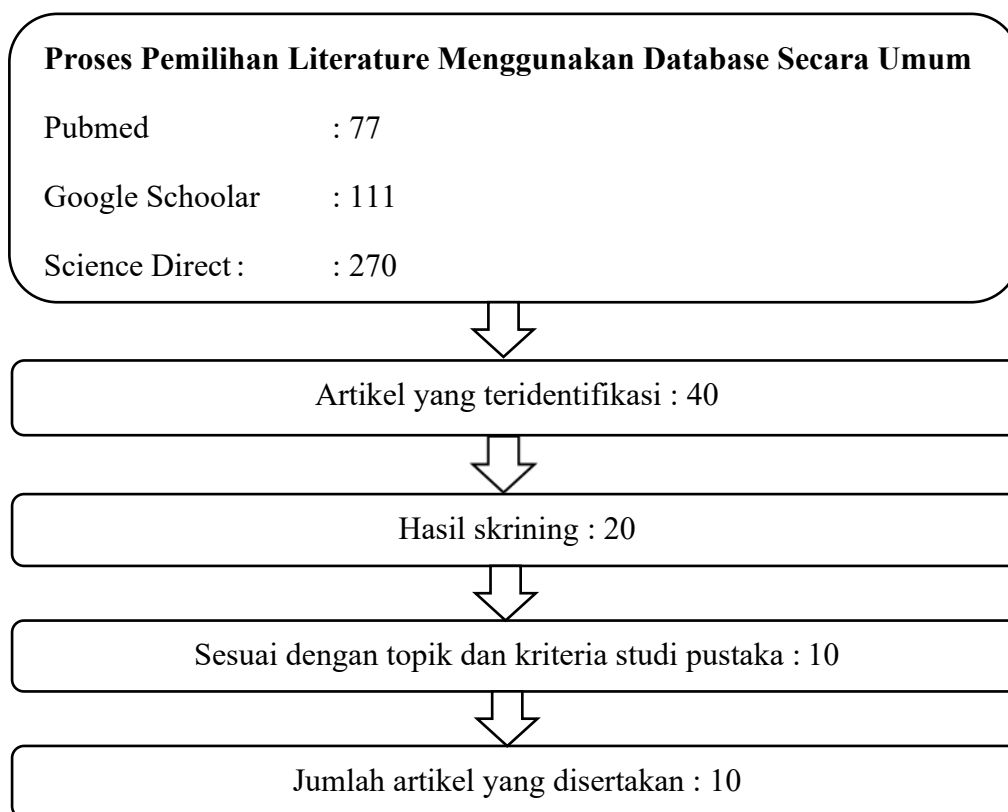 Proses Pemilihan Literature Menggunakan Database Secara Umum
Pubmed : 77
Google Schoolar : 111
Science Direct : : 270
Artikel yang teridentifikasi : 40
Hasil skrining : 20
Sesuai dengan topik dan kriteria studi pustaka : 10
Jumlah artikel yang disertakan : 10